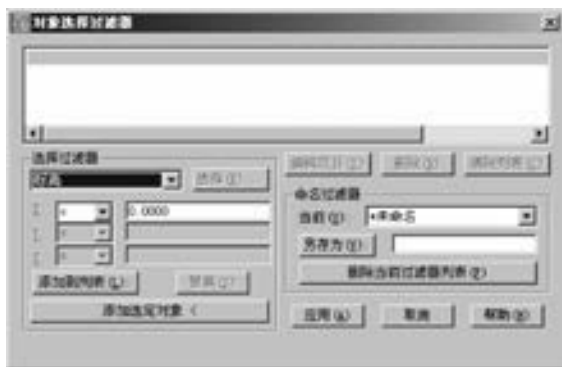 对象选择过滤器
选择过滤器
选择(E)
0.0000
添加到列表(L)
替换
添加选定对象 <
编辑项目(I)
删除
清除列表(C)
命名过滤器
当前
*未命名
另存为(V)
删除当前过滤器列表
应用(A)
取消
帮助(H)